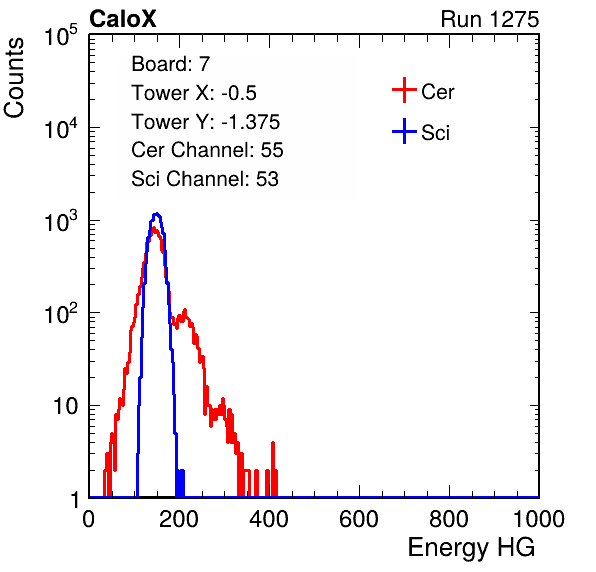 CaloX Run 1275
Counts
10^5
10^4
10^3
10^2
10
1
Board: 7
Tower X: -0.5
Tower Y: -1.375
Cer Channel: 55
Sci Channel: 53
Cer
Sci
0 200 400 600 800 1000
Energy HG